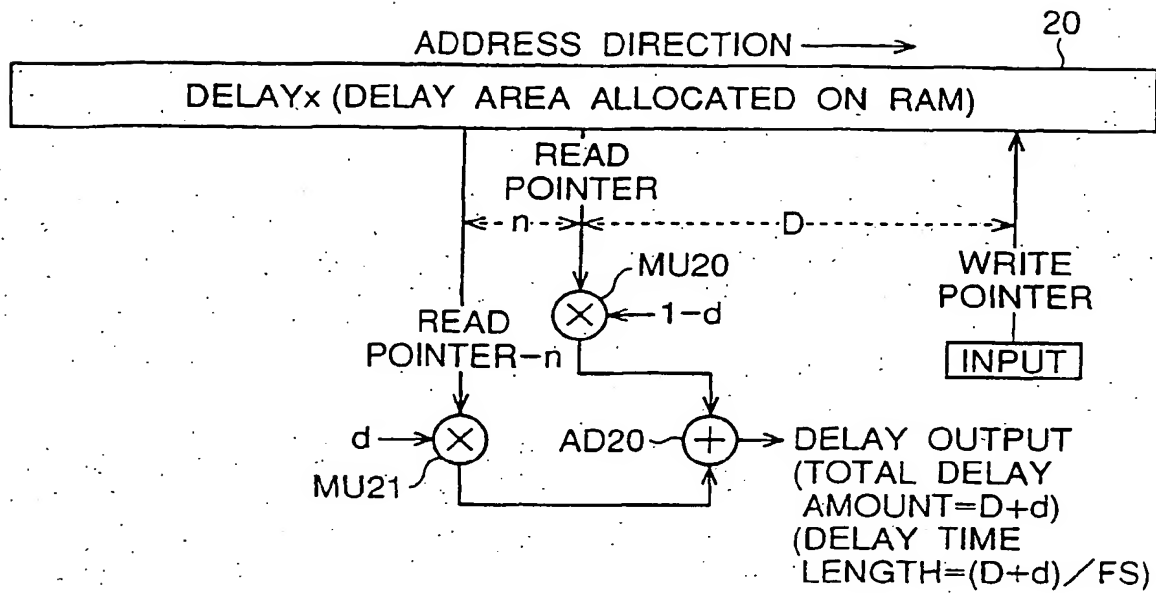 20
ADDRESS DIRECTION
DELAYx (DELAY AREA ALLOCATED ON RAM)
READ
POINTER
n
D
MU20
WRITE
POINTER
1-d
READ
POINTER-n
INPUT
d
AD20
DELAY OUTPUT
MU21
(TOTAL DELAY
AMOUNT=D+d)
(DELAY TIME
LENGTH=(D+d)/FS)